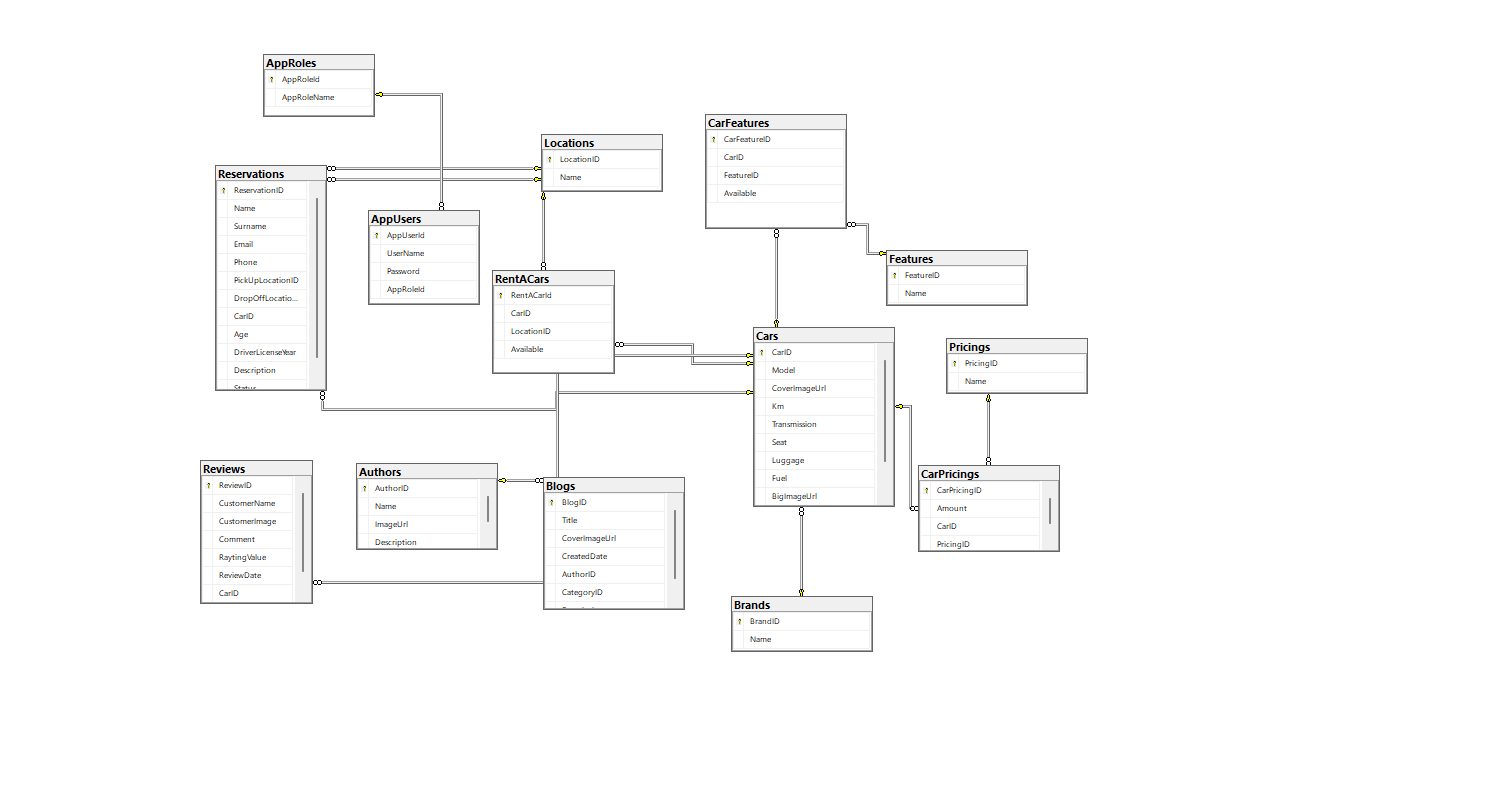 AppRoles
AppRoleId
AppRoleName
Locations
LocationID
Name
CarFeatures
CarFeatureID
CarID
FeatureID
Available
Reservations
ReservationID
Name
Surname
Email
Phone
PickUpLocationID
DropOffLocatio...
CarID
Age
DriverLicenseYear
Description
Status
AppUsers
AppUserId
UserName
Password
AppRoleId
RentACars
RentACarId
CarID
LocationID
Available
Features
FeatureID
Name
Cars
CarID
Model
CoverImageUrl
Km
Transmission
Seat
Luggage
Fuel
BigImageUrl
Pricings
PricingID
Name
Reviews
ReviewID
CustomerName
CustomerImage
Comment
RaytingValue
ReviewDate
CarID
Authors
AuthorID
Name
ImageUrl
Description
Blogs
BlogID
Title
CoverImageUrl
CreatedDate
AuthorID
CategoryID
CarPricings
CarPricingID
Amount
CarID
PricingID
Brands
BrandID
Name